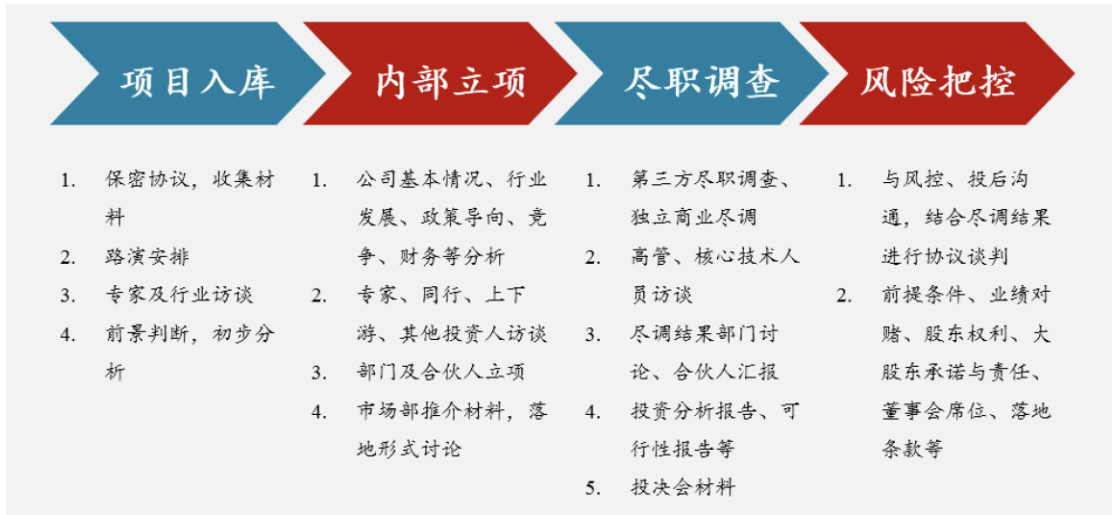 项目入库
内部立项
尽职调查
风险把控
1. 保密协议，收集材
料
2. 路演安排
3. 专家及行业访谈
4. 前景判断，初步分
析
1. 公司基本情况、行业
发展、政策导向、竞
争、财务等分析
2. 专家、同行、上下
游、其他投资人访谈
3. 部门及合伙人立项
4. 市场部推介材料，落
地形式讨论
1. 第三方尽职调查、
独立商业尽调
2. 高管、核心技术人
员访谈
3. 尽调结果部门讨
论、合伙人汇报
4. 投资分析报告、可
行性报告等
5. 投决会材料
1. 与风控、投后沟
通，结合尽调结果
进行协议谈判
2. 前提条件、业绩对
赌、股东权利、大
股东承诺与责任、
董事会席位、落地
条款等